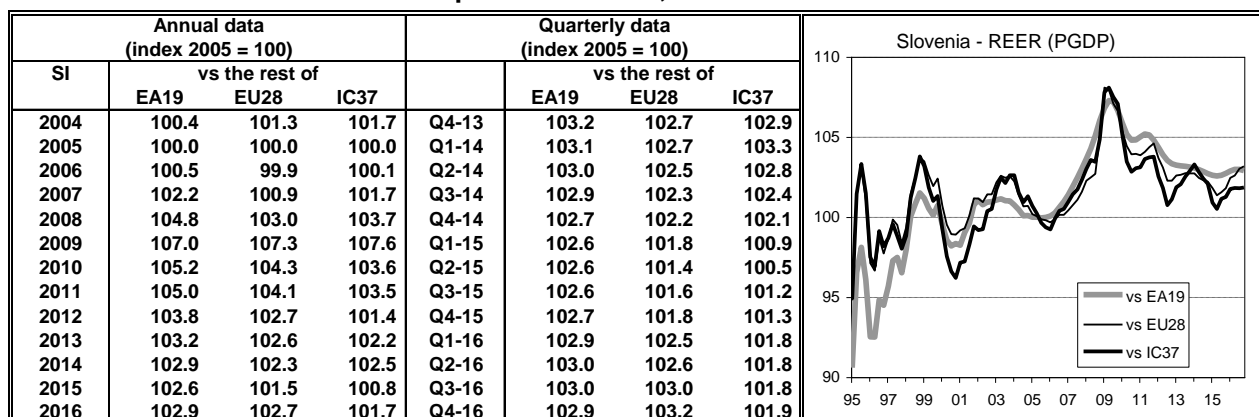 Annual data Quarterly data
(index 2005 = 100) (index 2005 = 100)
SI vs the rest of vs the rest of
EA19 EU28 IC37 EA19 EU28 IC37
2004 100.4 101.3 101.7 Q4-13 103.2 102.7 102.9
2005 100.0 100.0 100.0 Q1-14 103.1 102.7 103.3
2006 100.5 99.9 100.1 Q2-14 103.0 102.5 102.8
2007 102.2 100.9 101.7 Q3-14 102.9 102.3 102.4
2008 104.8 103.0 103.7 Q4-14 102.7 102.2 102.1
2009 107.0 107.3 107.6 Q1-15 102.6 101.8 100.9
2010 105.2 104.3 103.6 Q2-15 102.6 101.4 100.5
2011 105.0 104.1 103.5 Q3-15 102.6 101.6 101.2
2012 103.8 102.7 101.4 Q4-15 102.7 101.8 101.3
2013 103.2 102.6 102.2 Q1-16 102.9 102.5 101.8
2014 102.9 102.3 102.5 Q2-16 103.0 102.6 101.8
2015 102.6 101.5 100.8 Q3-16 103.0 103.0 101.8
2016 102.9 102.7 101.7 Q4-16 102.9 103.2 101.9
Slovenia - REER (PGDP)
110
105
100
95
90
vs EA19
vs EU28
vs IC37
95 97 99 01 03 05 07 09 11 13 15